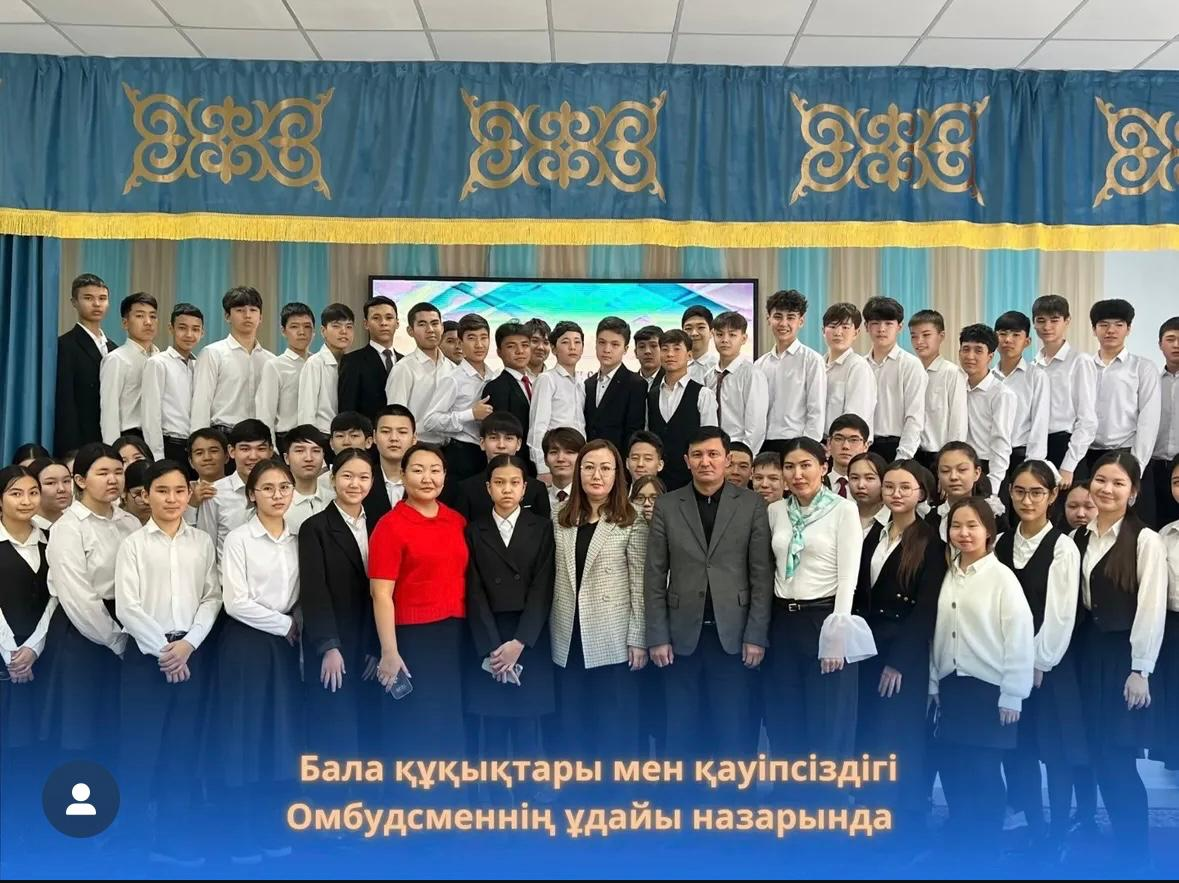 Бала құқықтары мен қауіпсіздігі
Омбудсменнің ұдайы назарында